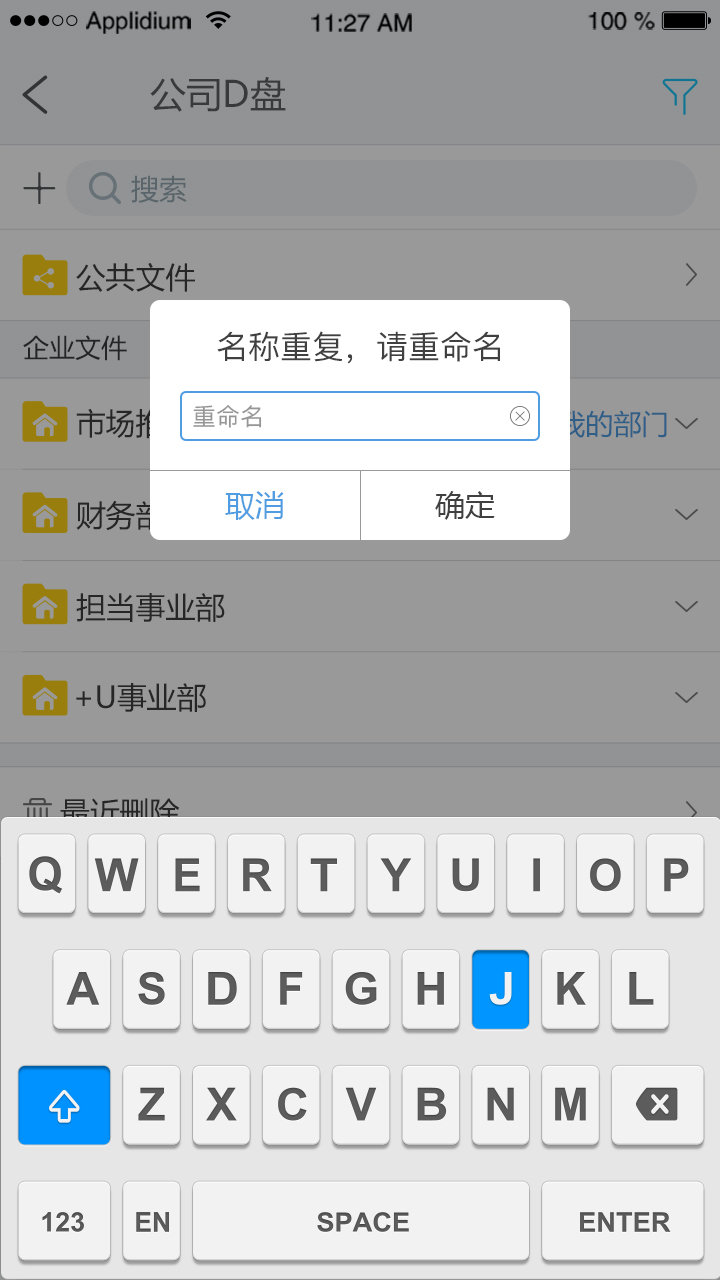 Applidium 11:27 AM 100 %
公司D盘
搜索
公共文件
企业文件
名称重复，请重命名
重命名
市场推
我的部门
取消 确定
财务部
担当事业部
+U事业部
最近删除
Q W E R T Y U I O P
A S D F G H J K L
Z X C V B N M
123 EN SPACE ENTER